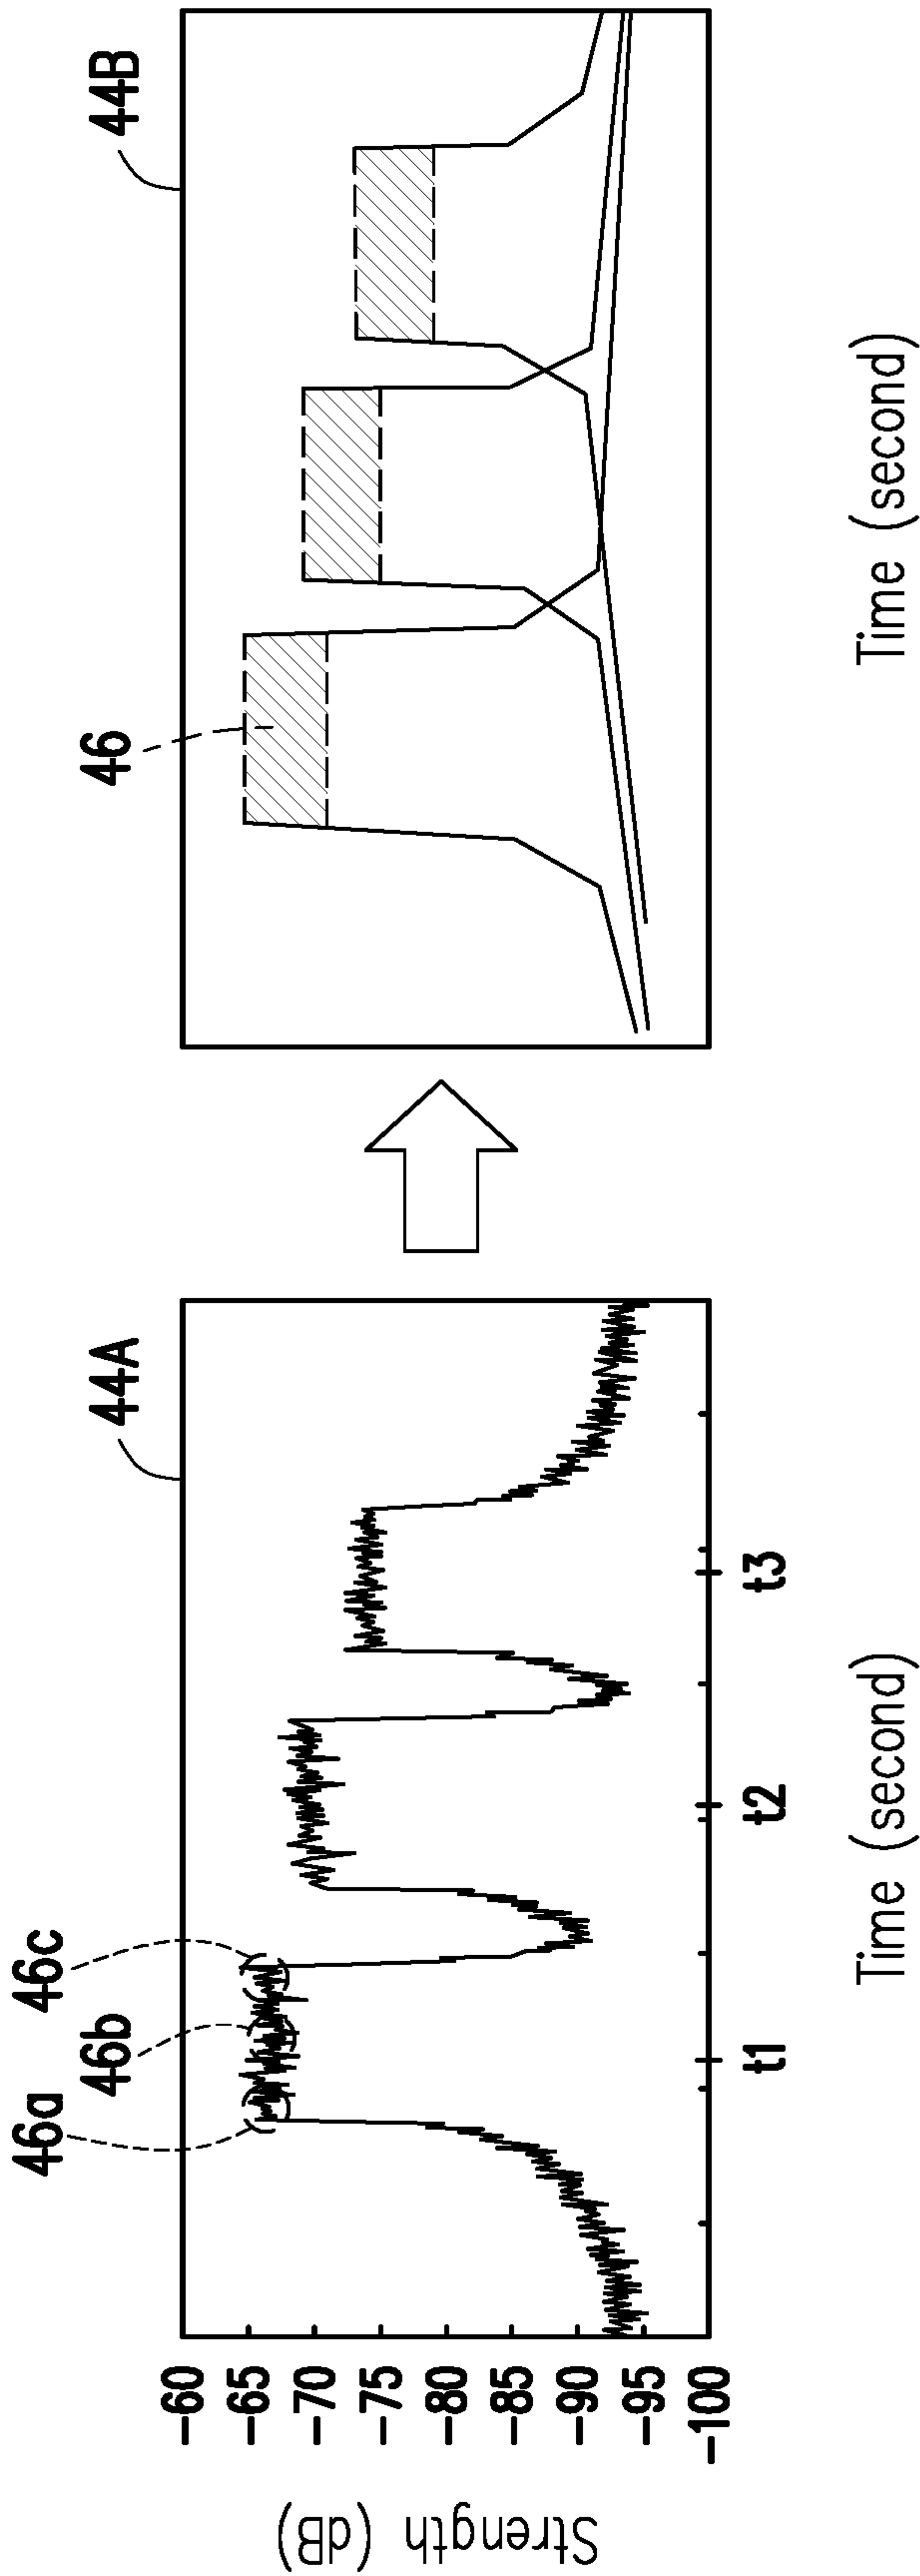 44A
44B
46a
46b
46c
46
Strength (dB)
-60
-65
-70
-75
-80
-85
-90
-95
-100
t1
t2
t3
Time (second)
Time (second)